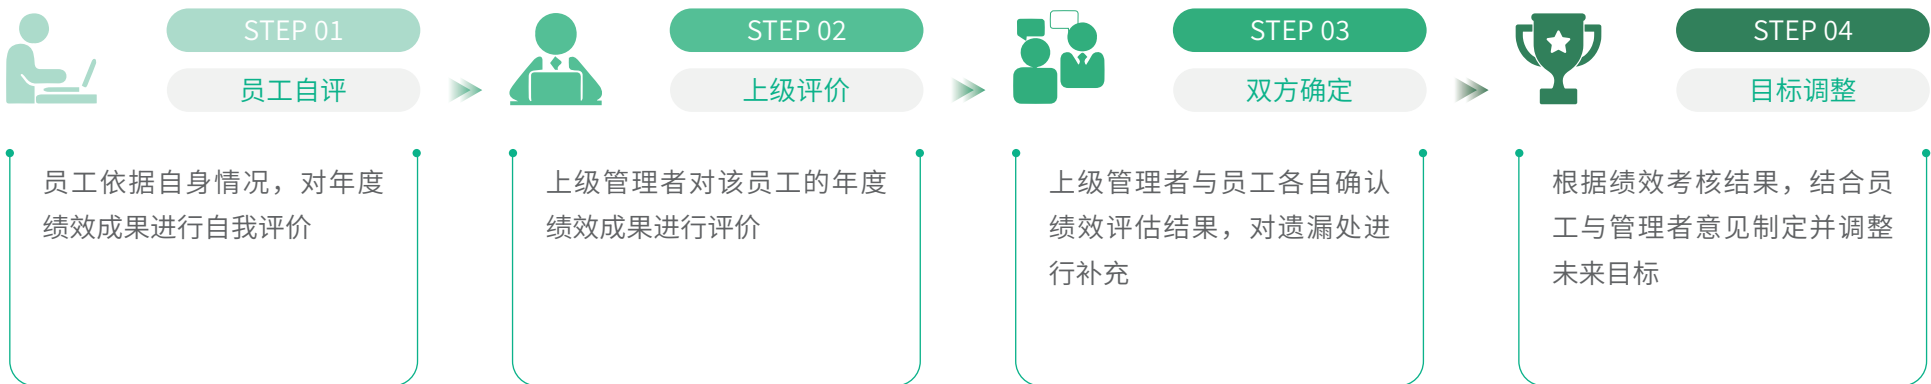 STEP 01
员工自评
员工依据自身情况，对年度
绩效成果进行自我评价
STEP 02
上级评价
上级管理者对该员工的年度
绩效成果进行评价
STEP 03
双方确定
上级管理者与员工各自确认
绩效评估结果，对遗漏处进
行补充
STEP 04
目标调整
根据绩效考核结果，结合员
工与管理者意见制定并调整
未来目标